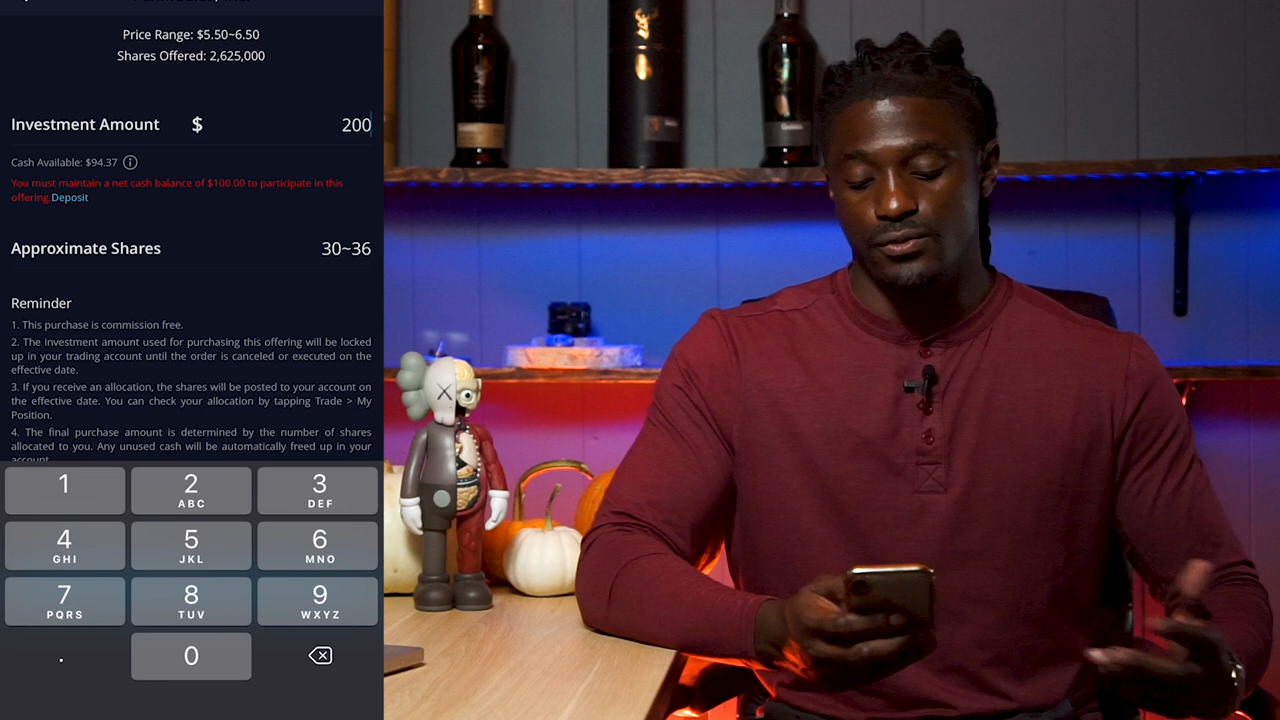 Price Range: $5.50~6.50
Shares Offered: 2,625,000
Investment Amount $ 200
Cash Available: $94.37
You must maintain a net cash balance of $100.00 to participate in this
offering.Deposit
Approximate Shares 30~36
Reminder
1. This purchase is commission free.
2. The investment amount used for purchasing this offering will be locked
up in your trading account until the order is canceled or executed on the
effective date.
3. If you receive an allocation, the shares will be posted to your account on
the effective date. You can check your allocation by tapping Trade > My
Position.
4. The final purchase amount is determined by the number of shares
allocated to you. Any unused cash will be automatically freed up in your
account.
1 2 3
ABC DEF
4 5 6
GHI JKL MNO
7 8 9
PQRS TUV WXYZ
. 0